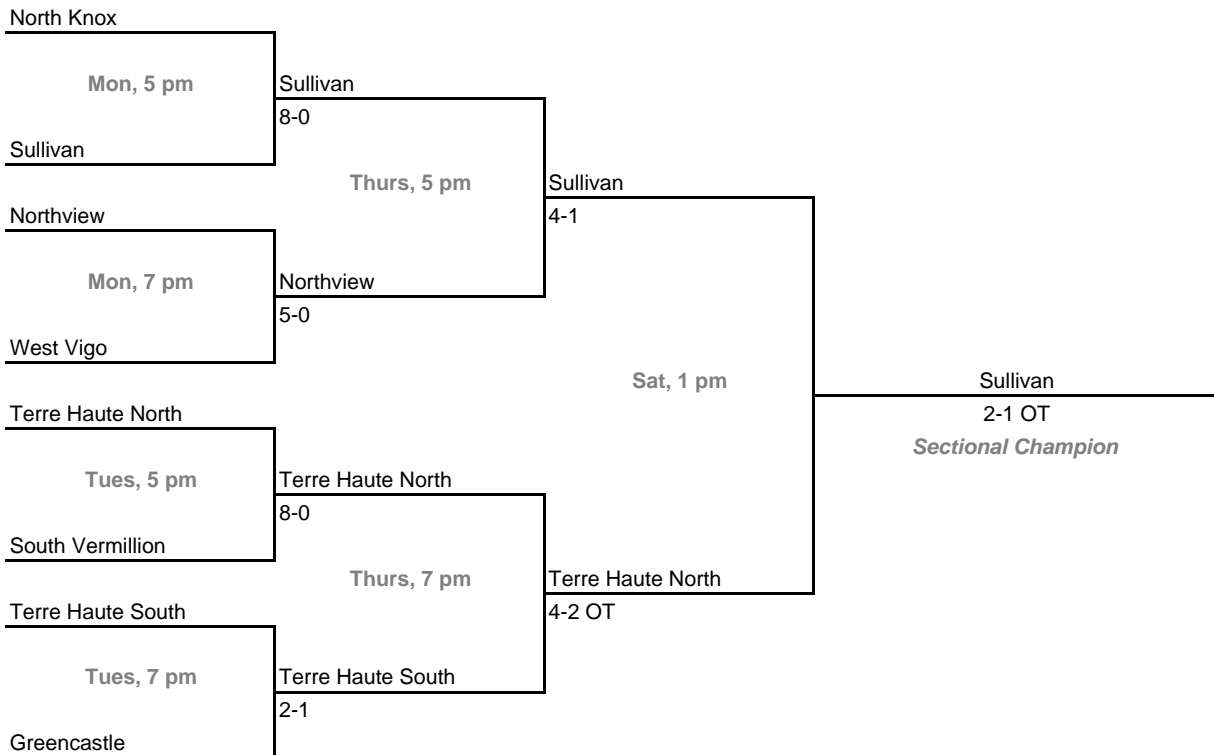 North Knox
Mon, 5 pm
Sullivan
8-0
Sullivan
Thurs, 5 pm
Sullivan
Northview
4-1
Mon, 7 pm
Northview
5-0
West Vigo
Sat, 1 pm
Sullivan
Terre Haute North
2-1 OT
Sectional Champion
Tues, 5 pm
Terre Haute North
8-0
South Vermillion
Thurs, 7 pm
Terre Haute North
Terre Haute South
4-2 OT
Tues, 7 pm
Terre Haute South
2-1
Greencastle